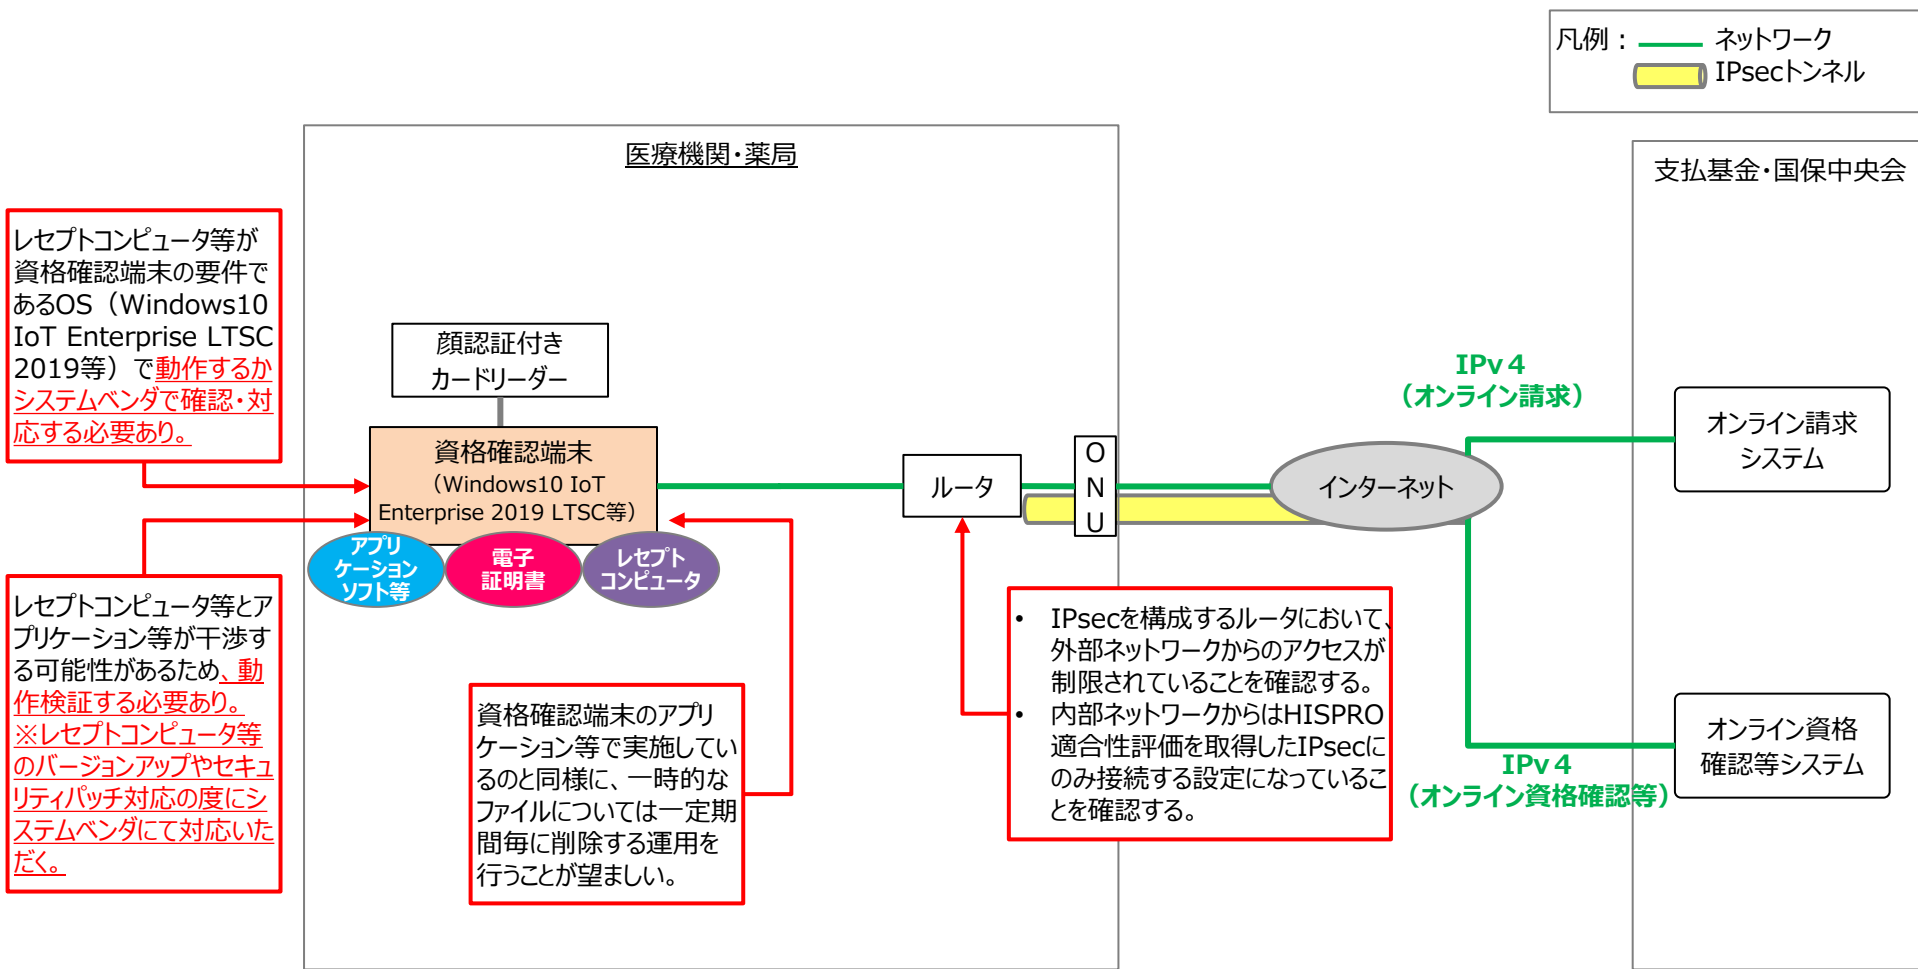 凡例：
ネットワーク
IPsecトンネル
医療機関・薬局
支払基金・国保中央会
レセプトコンピュータ等が
資格確認端末の要件で
あるOS（Windows10
IoT Enterprise LTSC
2019等）で動作するか
システムベンダで確認・対
応する必要あり。
顔認証付き
カードリーダー
資格確認端末
（Windows10 IoT
Enterprise 2019 LTSC等）
アプリ
ケーション
ソフト等
電子
証明書
レセプト
コンピュータ
ルータ
O
N
U
インターネット
IPv４
（オンライン請求）
オンライン請求
システム
IPv４
（オンライン資格確認等）
オンライン資格
確認等システム
レセプトコンピュータ等とア
プリケーション等が干渉す
る可能性があるため、動
作検証する必要あり。
※レセプトコンピュータ等
のバージョンアップやセキュ
リティパッチ対応の度にシ
ステムベンダにて対応いた
だく。
資格確認端末のアプリ
ケーション等で実施してい
るのと同様に、一時的な
ファイルについては一定期
間毎に削除する運用を
行うことが望ましい。
• IPsecを構成するルータにおいて、
外部ネットワークからのアクセスが
制限されていることを確認する。
• 内部ネットワークからはHISPRO
適合性評価を取得したIPsecに
のみ接続する設定になっているこ
とを確認する。